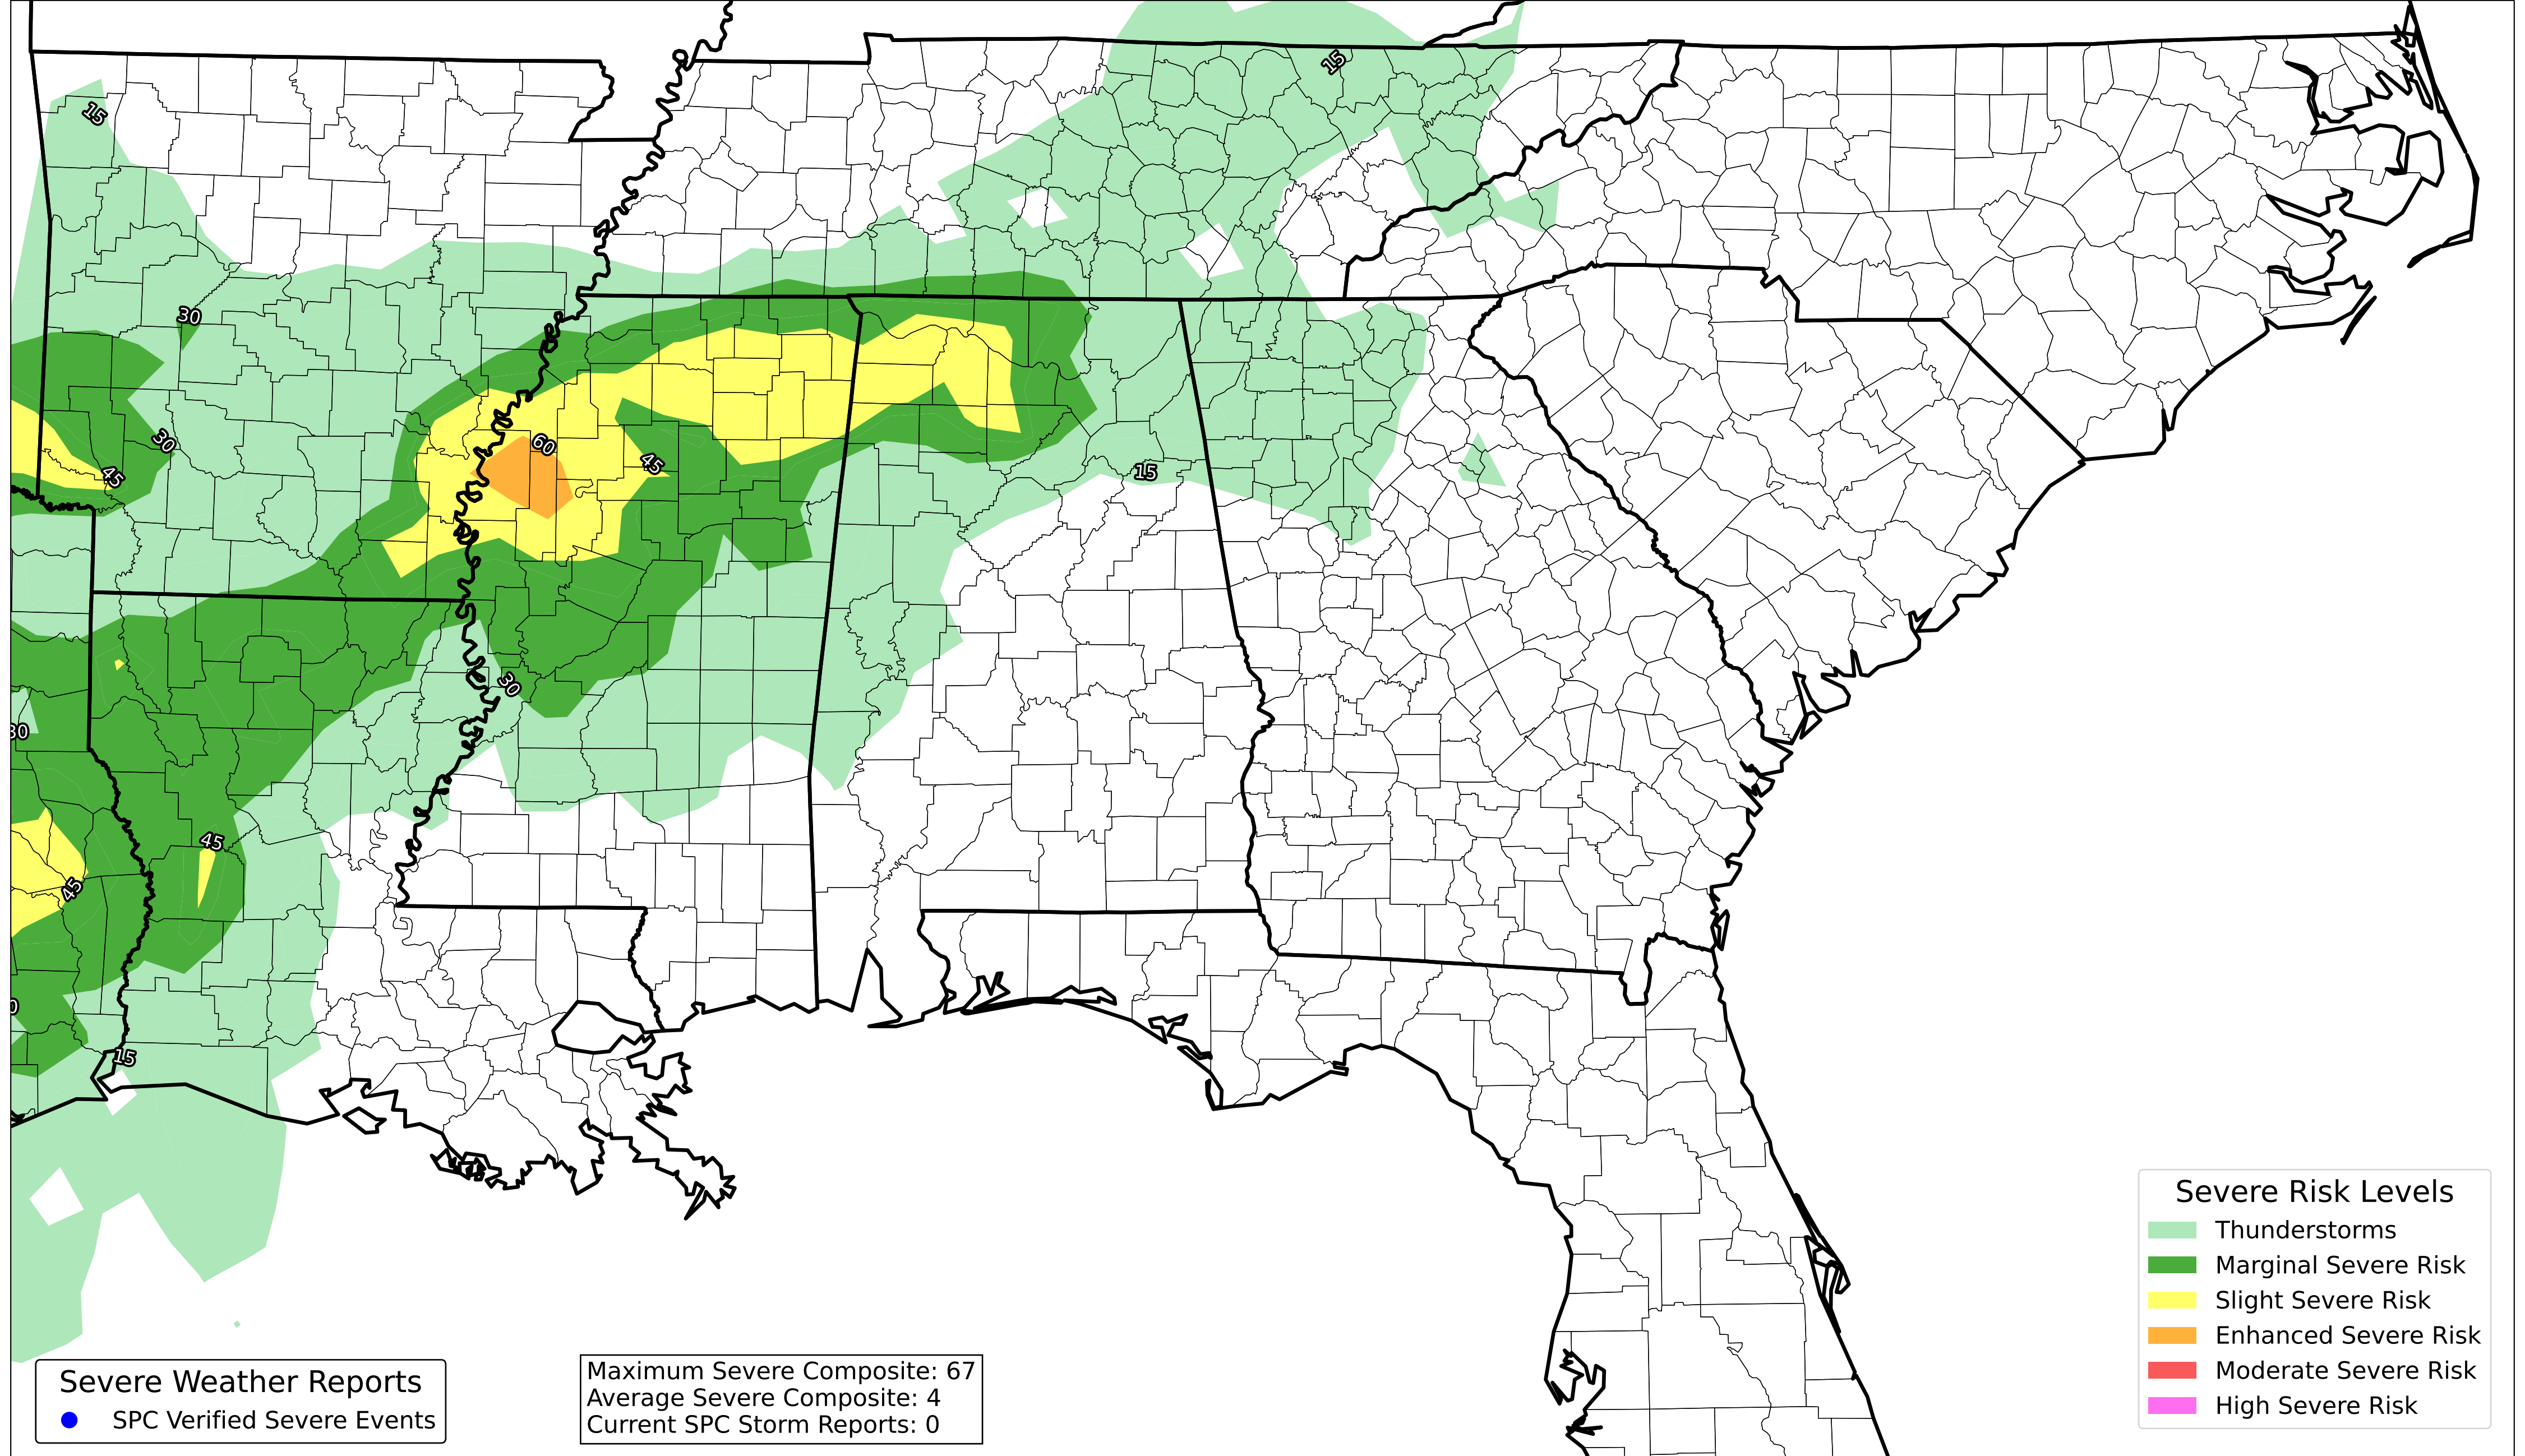 15
15
30
30
60
45
45
15
30
30
45
45
0
15
Severe Risk Levels
Thunderstorms
Marginal Severe Risk
Slight Severe Risk
Enhanced Severe Risk
Moderate Severe Risk
High Severe Risk
Severe Weather Reports
SPC Verified Severe Events
Maximum Severe Composite: 67
Average Severe Composite: 4
Current SPC Storm Reports: 0